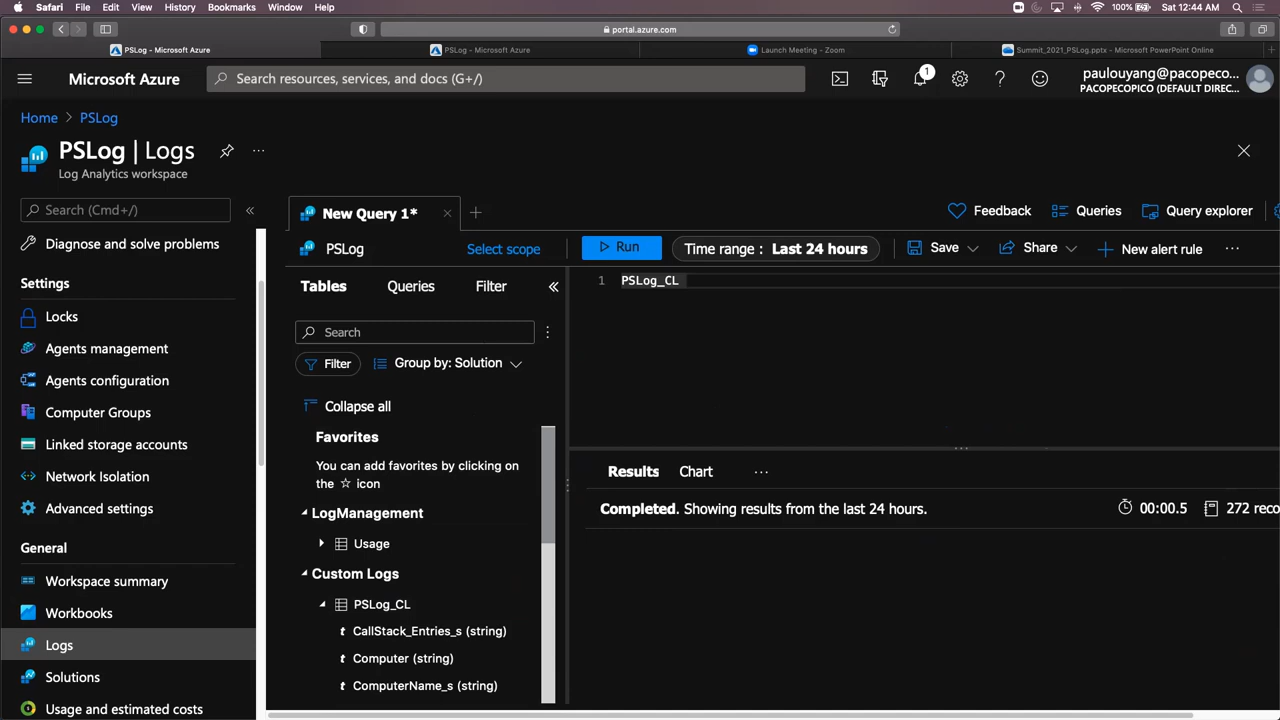 Safari File Edit View History Bookmarks Window Help 100% Sat 12:44 AM
portal.azure.com
PSLog - Microsoft Azure PSLog - Microsoft Azure Launch Meeting - Zoom Summit_2021_PSLog.pptx - Microsoft PowerPoint Online
Microsoft Azure Search resources, services, and docs (G+/) 1 paulouyang@pacopeco...
PACOPECOPICO (DEFAULT DIREC...
Home > PSLog
PSLog | Logs ...
Log Analytics workspace
Search (Cmd+/) «
Diagnose and solve problems
Settings
Locks
Agents management
Agents configuration
Computer Groups
Linked storage accounts
Network Isolation
Advanced settings
General
Workspace summary
Workbooks
Logs
Solutions
Usage and estimated costs
New Query 1* Feedback Queries Query explorer
PSLog Select scope Run Time range : Last 24 hours Save Share New alert rule ...
Tables Queries Filter «
Search
Filter Group by: Solution
Collapse all
Favorites
You can add favorites by clicking on
the ☆ icon
LogManagement
Usage
Custom Logs
PSLog_CL
t CallStack_Entries_s (string)
t Computer (string)
t ComputerName_s (string)
1 PSLog_CL
Results Chart ...
Completed. Showing results from the last 24 hours. 00:00.5 272 reco